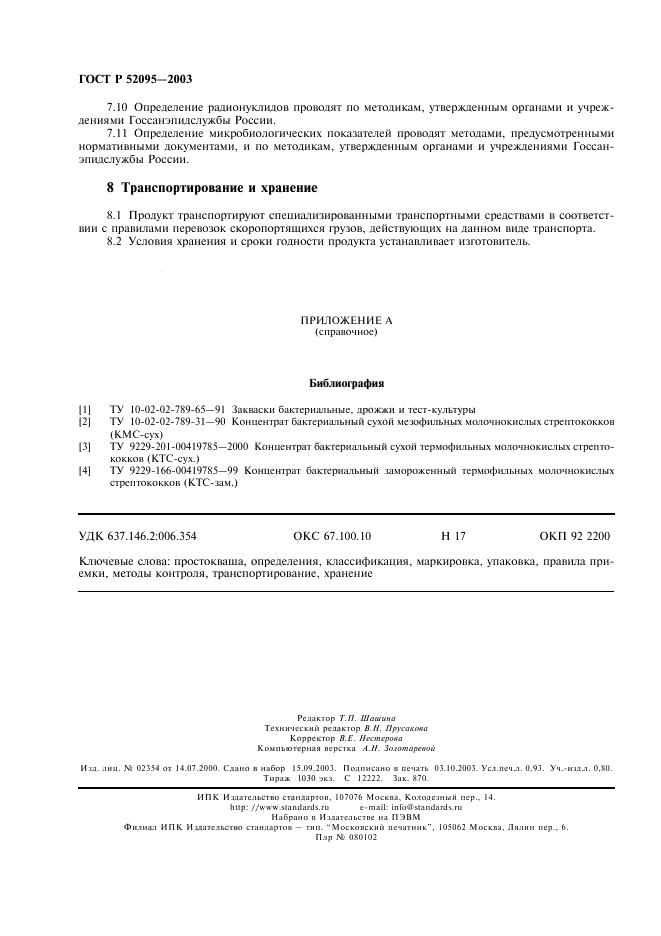 ГОСТ Р 52095—2003
7.10 Определение радионуклидов проводят по методикам, утвержденным органами и учреж-
дениями Госсанэпидслужбы России.
7.11 Определение микробиологических показателей проводят методами, предусмотренными
нормативными документами, и по методикам, утвержденным органами и учреждениями Госсан-
эпидслужбы России.
8 Транспортирование и хранение
8.1 Продукт транспортируют специализированными транспортными средствами в соответст-
вии с правилами перевозок скоропортящихся грузов, действующих на данном виде транспорта.
8.2 Условия хранения и сроки годности продукта устанавливает изготовитель.
ПРИЛОЖЕНИЕ А
(справочное)
Библиография
[1] ТУ 10-02-02-789-65—91 Закваски бактериальные, дрожжи и тест-культуры
[2] ТУ 10-02-02-789-31—90 Концентрат бактериальный сухой мезофильных молочнокислых стрептококков
(КМС-сух)
[3] ТУ 9229-201-00419785—2000 Концентрат бактериальный сухой термофильных молочнокислых стрепто-
кокков (КТС-сух.)
[4] ТУ 9229-166-00419785—99 Концентрат бактериальный замороженный термофильных молочнокислых
стрептококков (КТС-зам.)
УДК 637.146.2:006.354 ОКС 67.100.10 Н 17 ОКП 92 2200
Ключевые слова: простокваша, определения, классификация, маркировка, упаковка, правила при-
емки, методы контроля, транспортирование, хранение
Редактор Т.П. Шашина
Технический редактор В.Н. Прусакова
Корректор В.Е. Нестерова
Компьютерная верстка А.Н. Золотаревой
Изд. лиц. № 02354 от 14.07.2000. Сдано в набор 15.09.2003. Подписано в печать 03.10.2003. Усл.печ.л. 0,93. Уч.-изд.л. 0,80.
Тираж 1030 экз. С 12222. Зак. 870.
ИПК Издательство стандартов, 107076 Москва, Колодезный пер., 14.
http: //www.standards.ru e-mail: info@standards.ru
Набрано в Издательстве на ПЭВМ
Филиал ИПК Издательство стандартов — тип. “Московский печатник”, 105062 Москва, Лялин пер., 6.
Плр № 080102